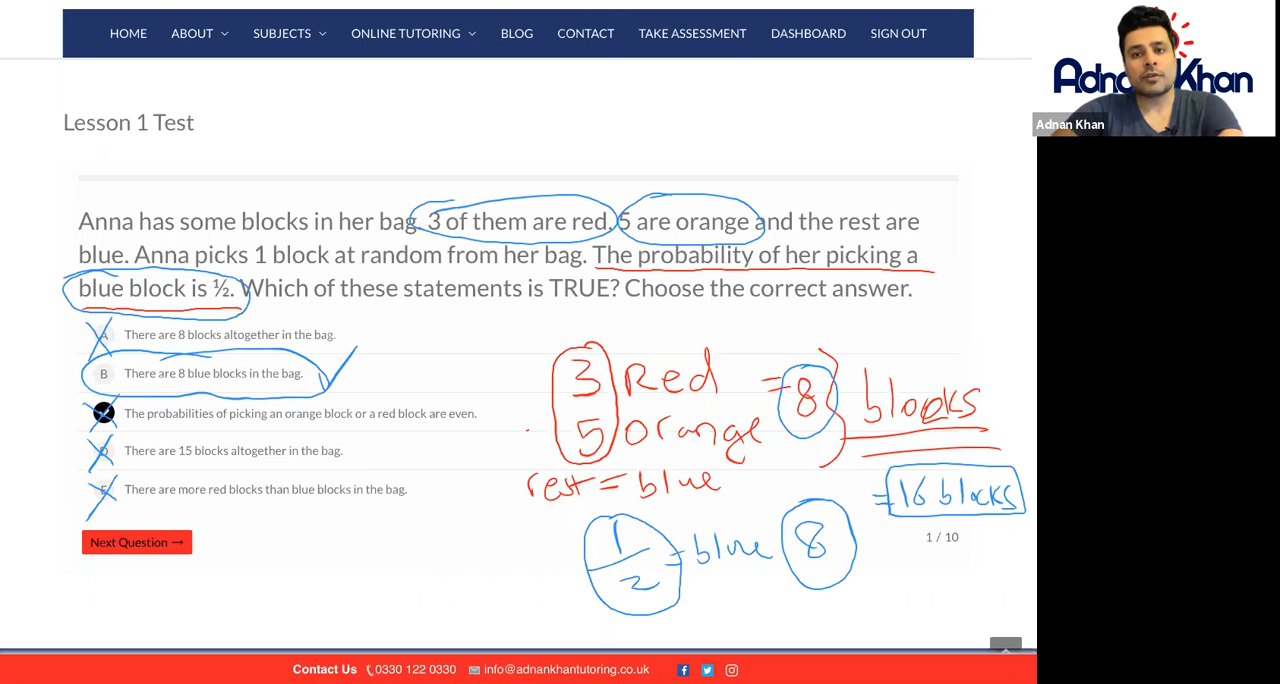 HOME ABOUT SUBJECTS ONLINE TUTORING BLOG CONTACT TAKE ASSESSMENT DASHBOARD SIGN OUT
Adnan Khan
Adnan Khan
Lesson 1 Test
Anna has some blocks in her bag. 3 of them are red. 5 are orange and the rest are
blue. Anna picks 1 block at random from her bag. The probability of her picking a
blue block is ½. Which of these statements is TRUE? Choose the correct answer.
A There are 8 blocks altogether in the bag.
B There are 8 blue blocks in the bag.
The probabilities of picking an orange block or a red block are even.
D There are 15 blocks altogether in the bag.
E There are more red blocks than blue blocks in the bag.
3 Red = 8 blocks
5 orange
rest = blue
= 16 blocks
1/2 = blue 8
Next Question →
1 / 10
Contact Us 0330 122 0330 info@adnankhantutoring.co.uk